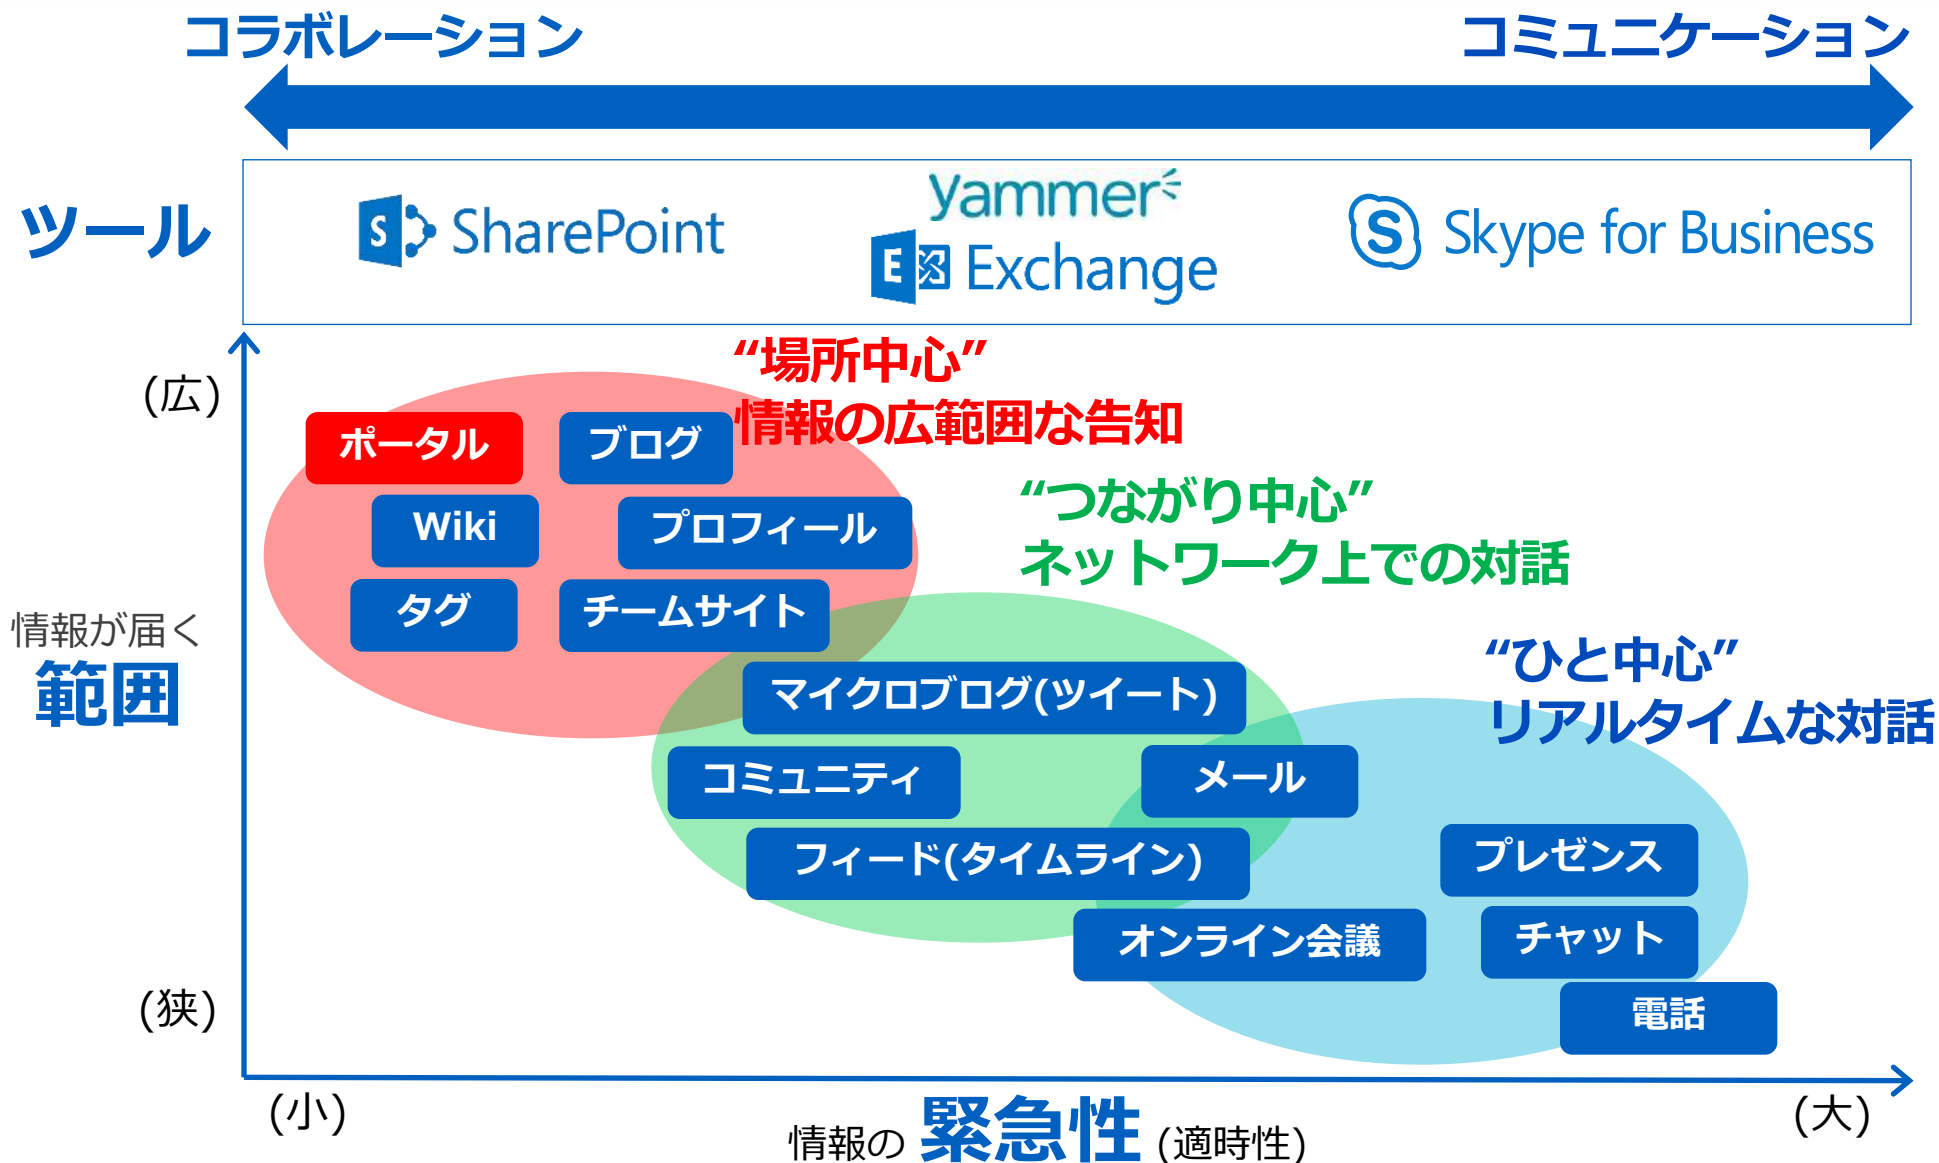 コラボレーション
コミュニケーション
ツール
S SharePoint
yammer
E Exchange
S Skype for Business
(広)
“場所中心”
情報の広範囲な告知
ポータル
ブログ
Wiki
プロフィール
タグ
チームサイト
“つながり中心”
ネットワーク上での対話
情報が届く
範囲
“ひと中心”
リアルタイムな対話
マイクロブログ(ツイート)
コミュニティ
メール
フィード(タイムライン)
プレゼンス
オンライン会議
チャット
電話
(狭)
(小)
(大)
情報の 緊急性 (適時性)